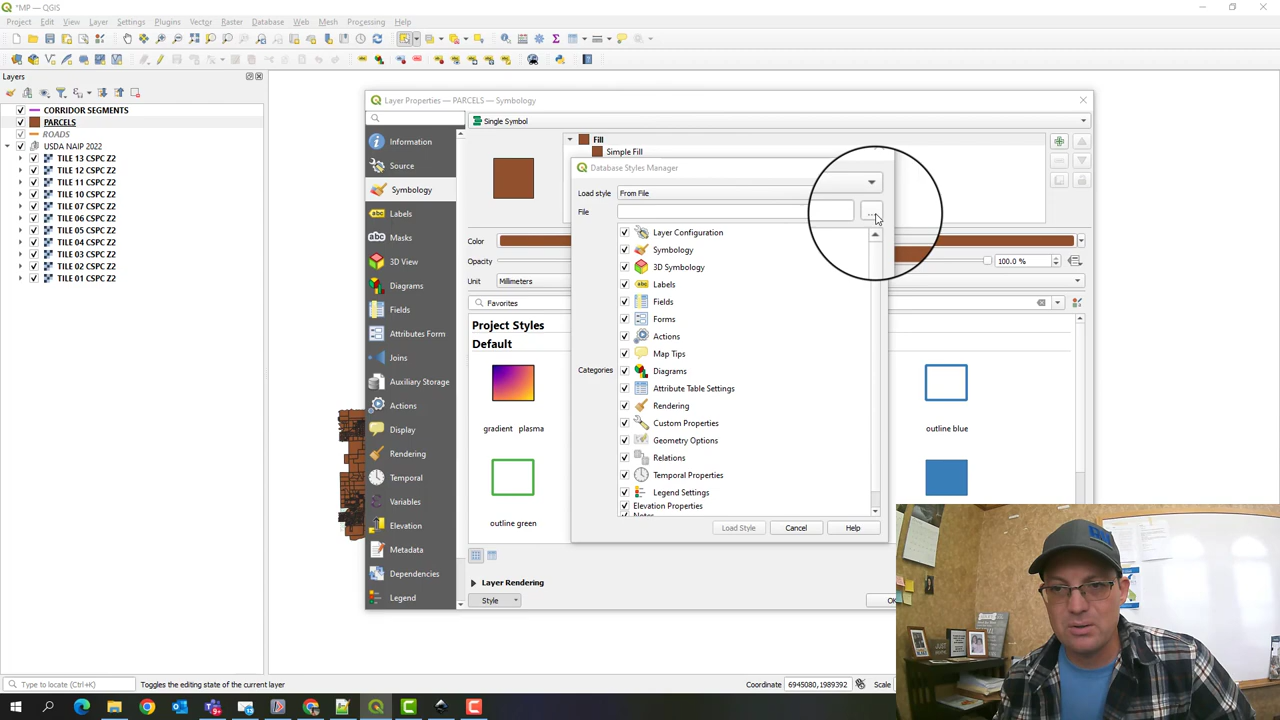 *MP — QGIS
Project Edit View Layer Settings Plugins Vector Raster Database Web Mesh Processing Help
Layers
CORRIDOR SEGMENTS
PARCELS
ROADS
USDA NAIP 2022
TILE 13 CSPC Z2
TILE 12 CSPC Z2
TILE 11 CSPC Z2
TILE 10 CSPC Z2
TILE 07 CSPC Z2
TILE 06 CSPC Z2
TILE 05 CSPC Z2
TILE 04 CSPC Z2
TILE 03 CSPC Z2
TILE 02 CSPC Z2
TILE 01 CSPC Z2
Layer Properties — PARCELS — Symbology
Information
Source
Symbology
Labels
Masks
3D View
Diagrams
Fields
Attributes Form
Joins
Auxiliary Storage
Actions
Display
Rendering
Temporal
Variables
Elevation
Metadata
Dependencies
Legend
Single Symbol
Fill
Simple Fill
Color
Opacity
100.0 %
Unit Millimeters
Favorites
Project Styles
Default
gradient plasma
outline green
outline blue
Layer Rendering
Style
Database Styles Manager
Load style From File
File
...
Categories
Layer Configuration
Symbology
3D Symbology
Labels
Fields
Forms
Actions
Map Tips
Diagrams
Attribute Table Settings
Rendering
Custom Properties
Geometry Options
Relations
Temporal Properties
Legend Settings
Elevation Properties
Notes
Load Style Cancel Help
Type to locate (Ctrl+K)
Toggles the editing state of the current layer
Coordinate 6945080,1989392
Scale